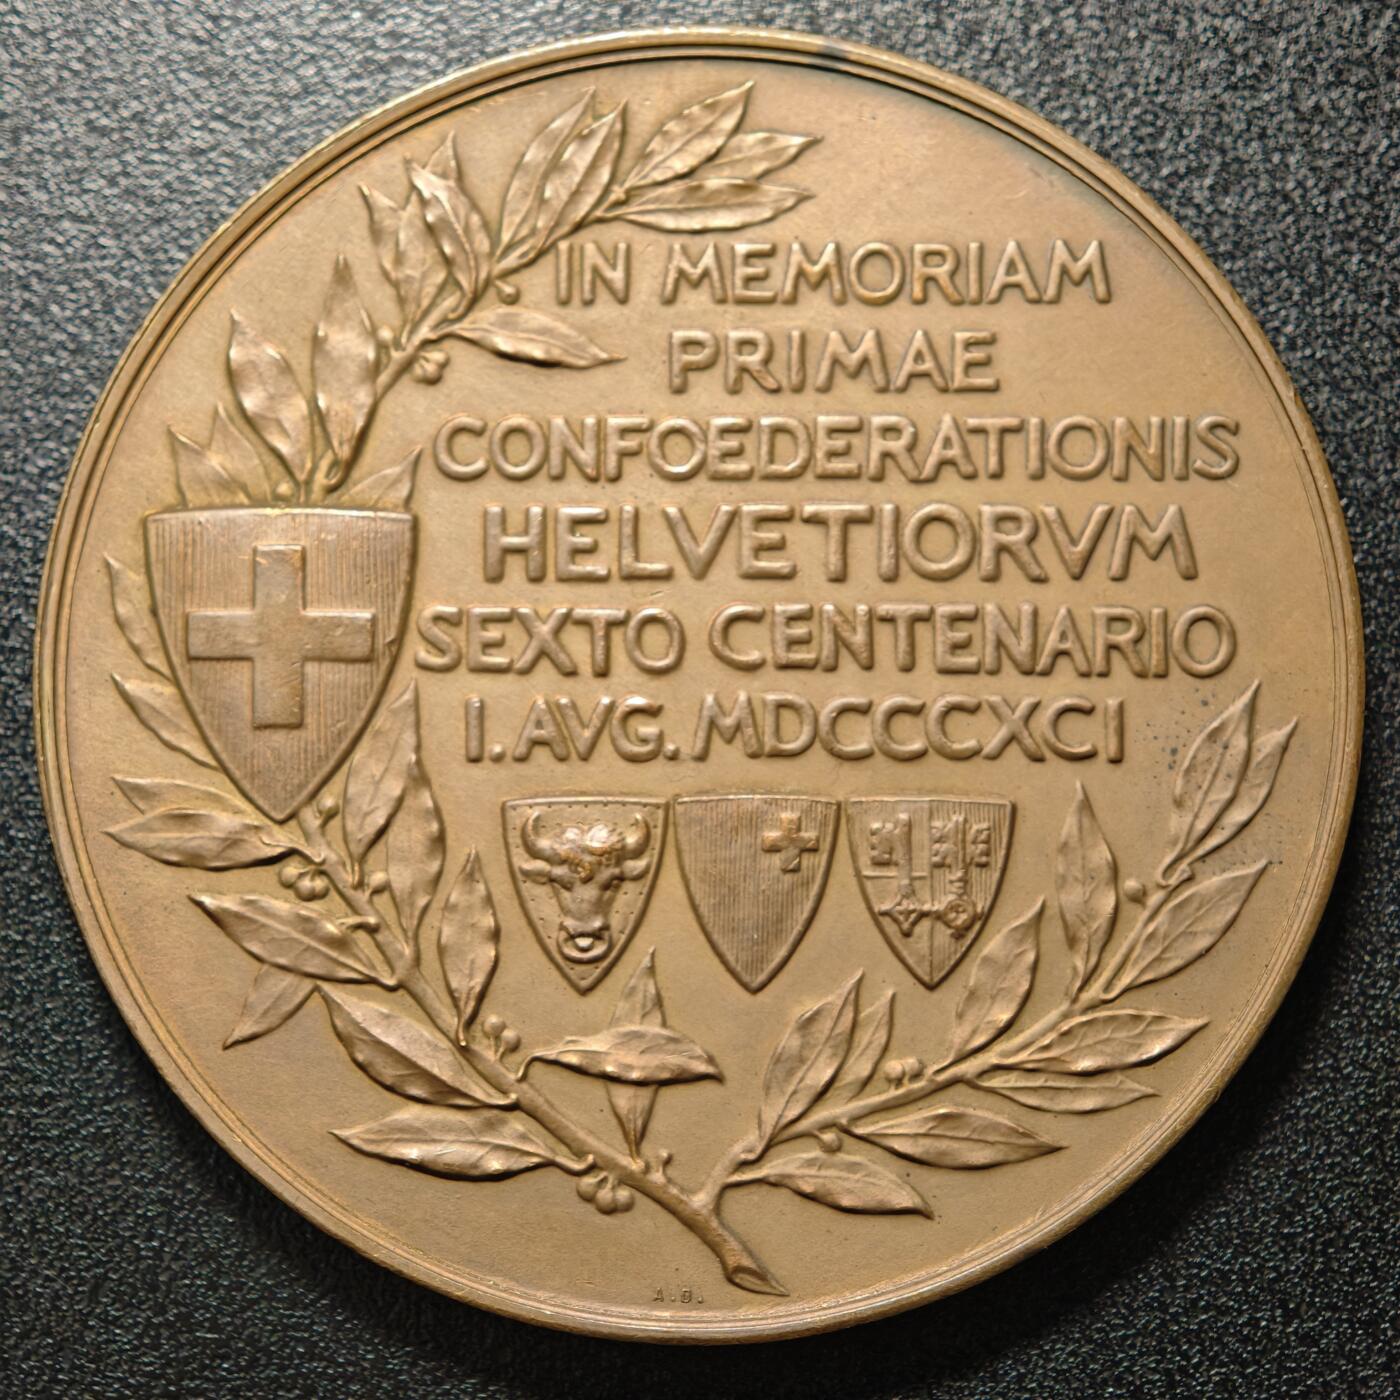 IN MEMORIAM
PRIMAE
CONFOEDERATIONIS
HELVETIORVM
SEXTO CENTENARIO
I. AVG. MDCCCXCI
A.D.